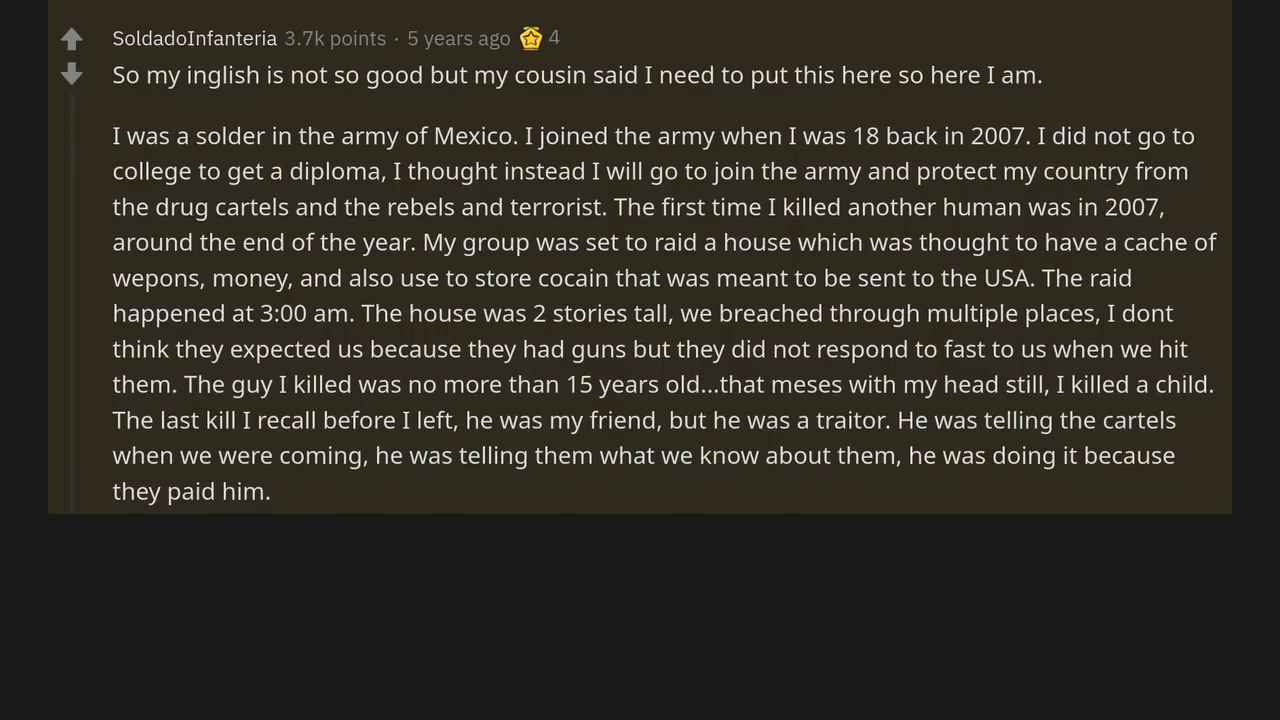 SoldadoInfanteria 3.7k points · 5 years ago 4
So my inglish is not so good but my cousin said I need to put this here so here I am.
I was a solder in the army of Mexico. I joined the army when I was 18 back in 2007. I did not go to
college to get a diploma, I thought instead I will go to join the army and protect my country from
the drug cartels and the rebels and terrorist. The first time I killed another human was in 2007,
around the end of the year. My group was set to raid a house which was thought to have a cache of
wepons, money, and also use to store cocain that was meant to be sent to the USA. The raid
happened at 3:00 am. The house was 2 stories tall, we breached through multiple places, I dont
think they expected us because they had guns but they did not respond to fast to us when we hit
them. The guy I killed was no more than 15 years old...that meses with my head still, I killed a child.
The last kill I recall before I left, he was my friend, but he was a traitor. He was telling the cartels
when we were coming, he was telling them what we know about them, he was doing it because
they paid him.